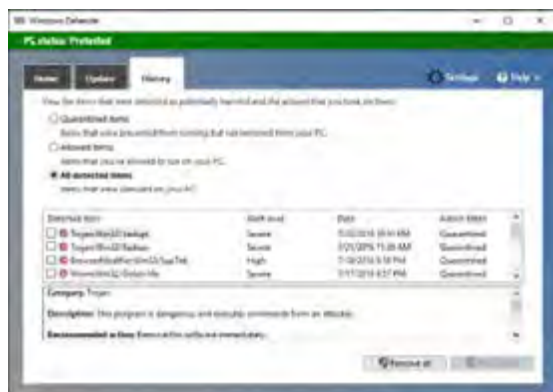 Windows Defender
PC status: Protected
Home Update History Settings Help
View the items that were detected as potentially harmful and the actions that you took on them:
Quarantined items
Items that were prevented from running but not removed from your PC.
Allowed items
Items that you've allowed to run on your PC.
All detected items
Items that were detected on your PC.
Detected item Alert level Date Action taken
Severe Quarantined
Severe Quarantined
High Quarantined
Severe Quarantined
Category: Trojan
Description: This program is dangerous and executes commands from an attacker.
Recommended action: Remove this software immediately.
Remove all